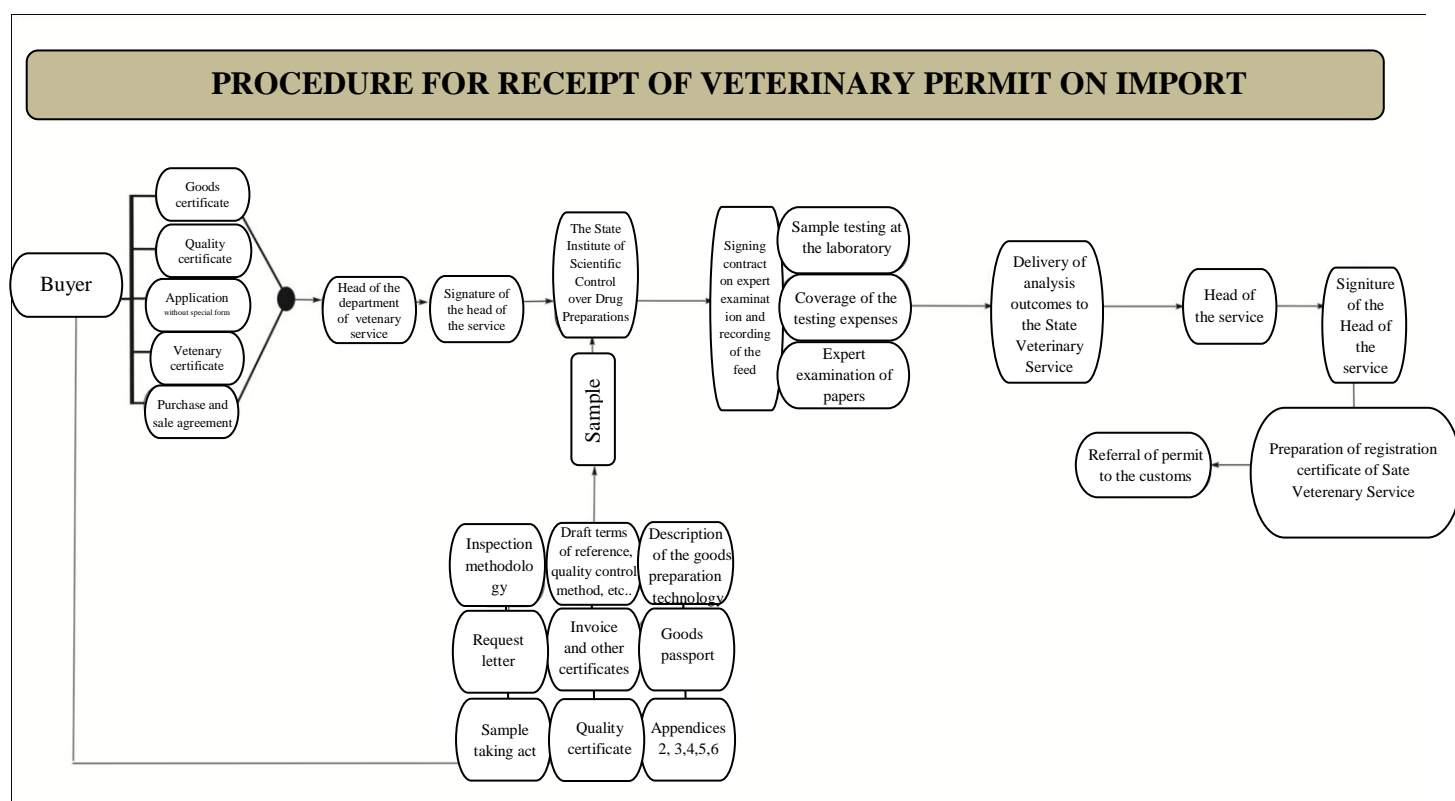 PROCEDURE FOR RECEIPT OF VETERINARY PERMIT ON IMPORT
Buyer
Goods
certificate
Quality
certificate
Application
without special form
Vetenary
certificate
Purchase and
sale agreement
Head of the
department
of vetenary
service
Signature of
the head of
the service
The State
Institute of
Scientific
Control
over Drug
Preparations
Sample
Signing
contract
on expert
examinat
ion and
recording
of the
feed
Sample testing at
the laboratory
Coverage of the
testing expenses
Expert
examination of
papers
Delivery of
analysis
outcomes to
the State
Veterinary
Service
Head of
the service
Signiture
of the
Head of
the
service
Preparation of registration
certificate of Sate
Veterenary Service
Referral of permit
to the customs
Inspection
methodolo
gy
Draft terms
of reference,
quality control
method, etc..
Description
of the goods
preparation
technology
Request
letter
Invoice
and other
certificates
Goods
passport
Sample
taking act
Quality
certificate
Appendices
2, 3,4,5,6